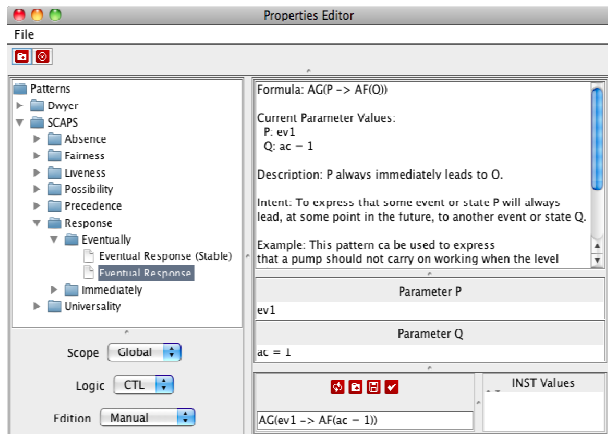 Properties Editor
File
Patterns
Dwyer
SCAPS
Absence
Fairness
Liveness
Possibility
Precedence
Response
Eventually
Eventual Response (Stable)
Eventual Response
Immediately
Universality
Scope Global
Logic CTL
Edition Manual
Formula: AG(P -> AF(Q))
Current Parameter Values:
P: ev1
Q: ac = 1
Description: P always immediately leads to Q.
Intent: To express that some event or state P will always
lead, at some point in the future, to another event or state Q.
Example: This pattern ca be used to express
that a pump should not carry on working when the level
Parameter P
ev1
Parameter Q
ac = 1
INST Values
AG(ev1 -> AF(ac = 1))